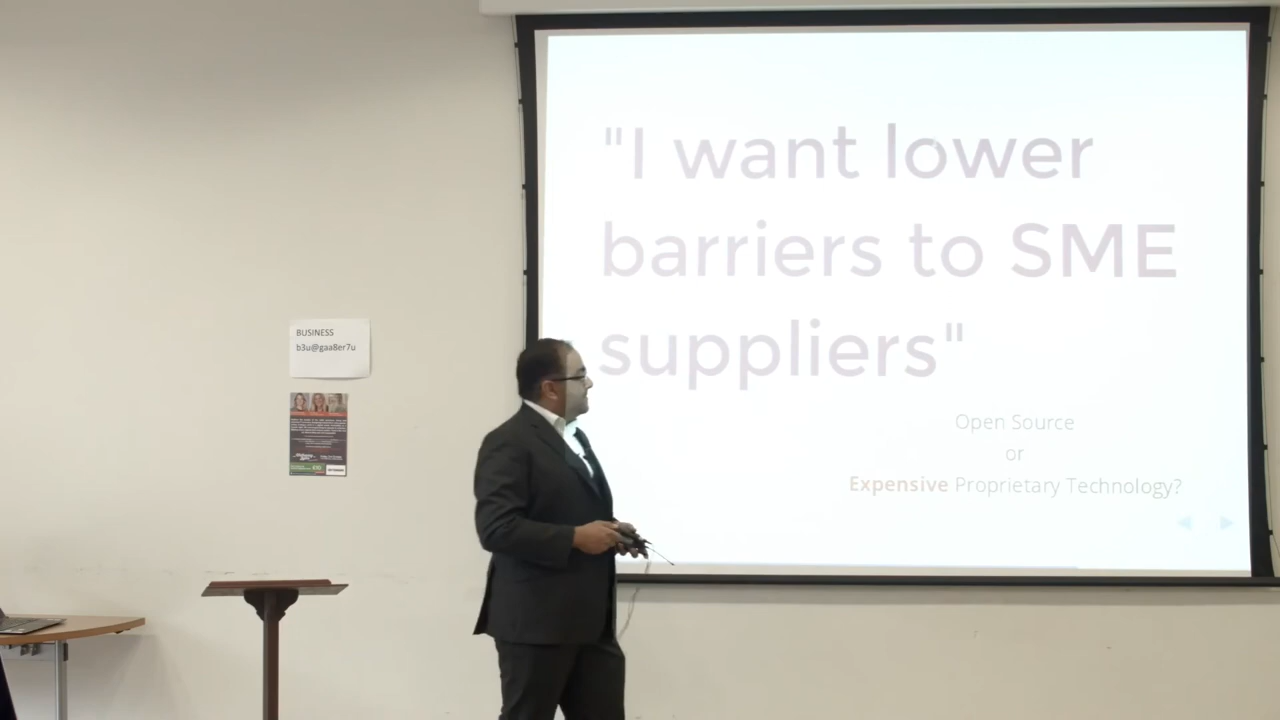 "I want lower
barriers to SME
suppliers"
Open Source
or
Expensive Proprietary Technology?
BUSINESS
b3u@gaa8er7u